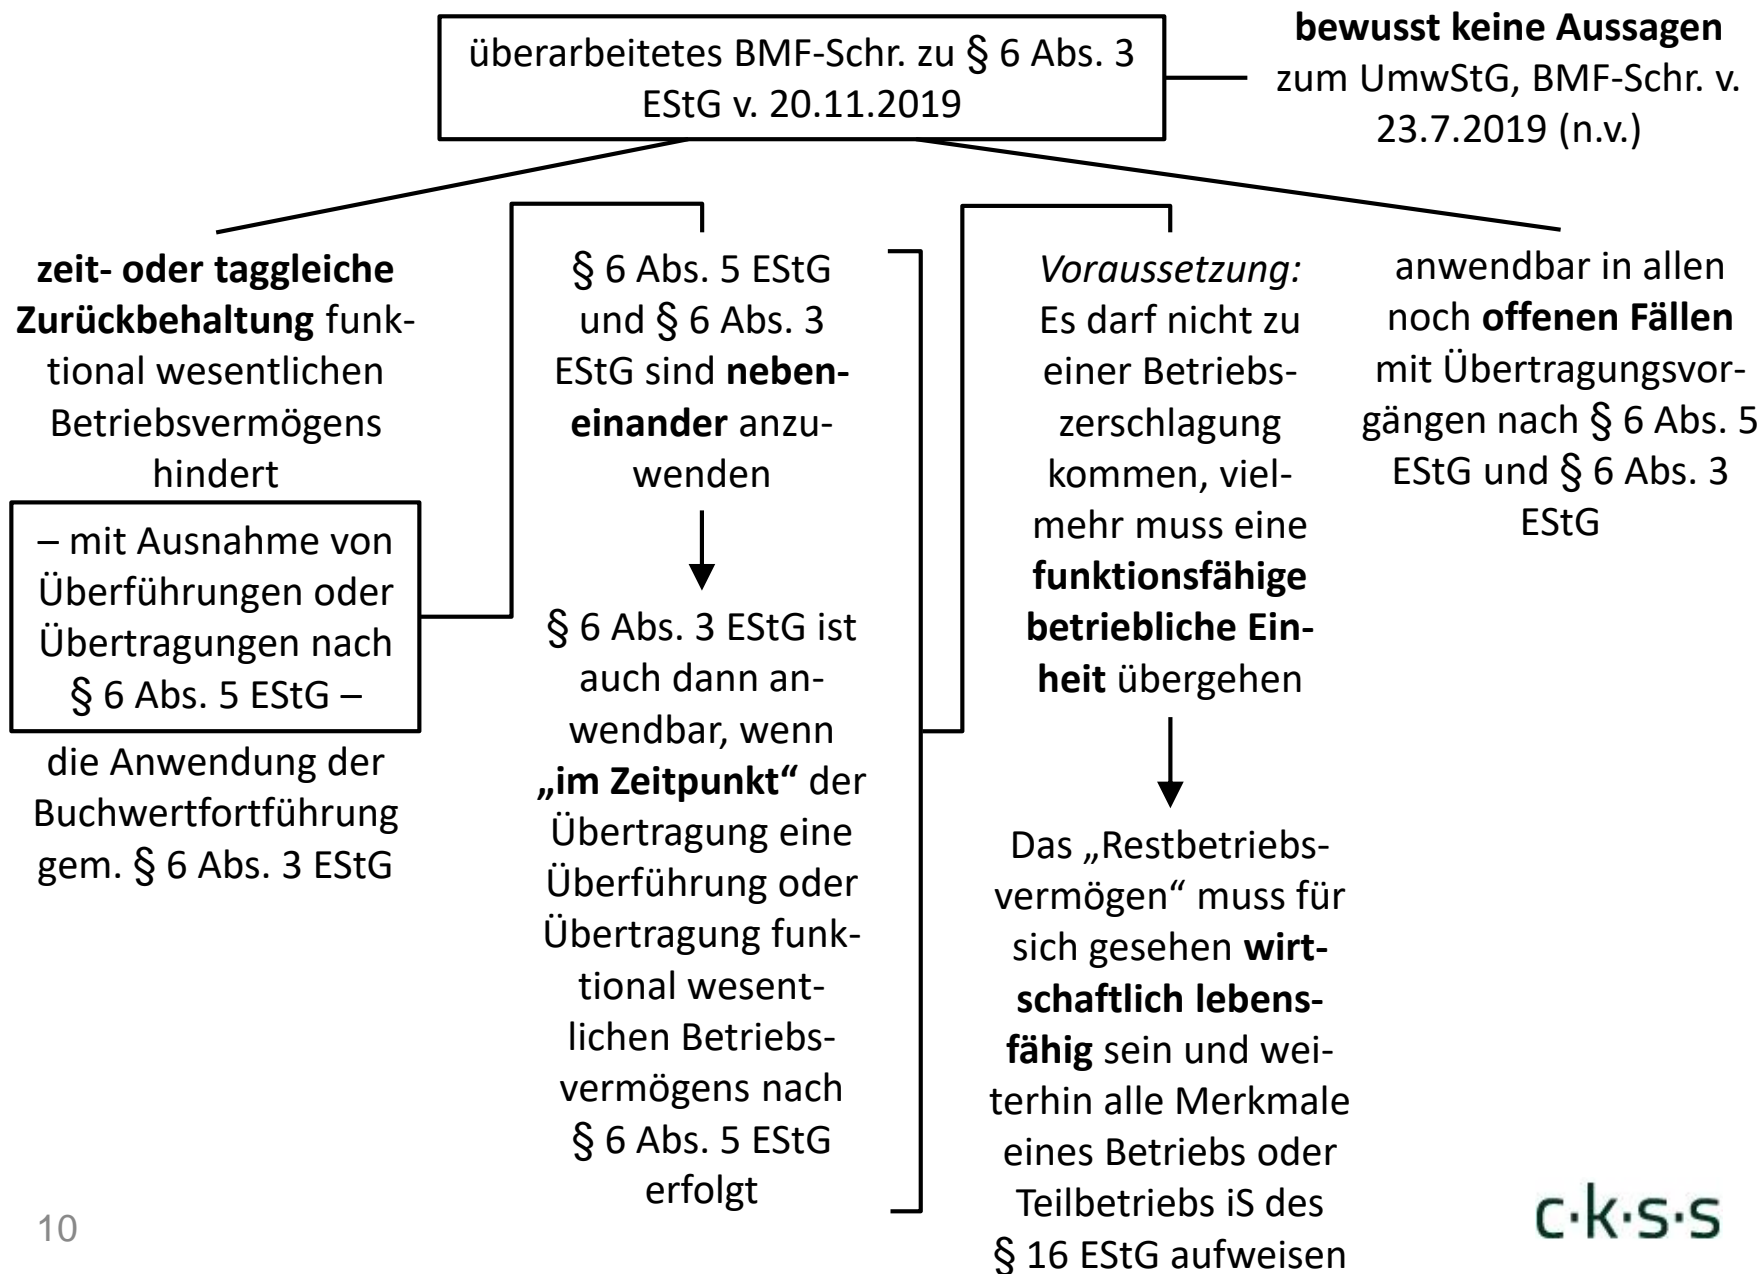 überarbeitetes BMF-Schr. zu § 6 Abs. 3
EStG v. 20.11.2019
bewusst keine Aussagen
zum UmwStG, BMF-Schr. v.
23.7.2019 (n.v.)
zeit- oder taggleiche
Zurückbehaltung funk-
tional wesentlichen
Betriebsvermögens
hindert
– mit Ausnahme von
Überführungen oder
Übertragungen nach
§ 6 Abs. 5 EStG –
die Anwendung der
Buchwertfortführung
gem. § 6 Abs. 3 EStG
§ 6 Abs. 5 EStG
und § 6 Abs. 3
EStG sind neben-
einander anzu-
wenden
§ 6 Abs. 3 EStG ist
auch dann an-
wendbar, wenn
„im Zeitpunkt“ der
Übertragung eine
Überführung oder
Übertragung funk-
tional wesent-
lichen Betriebs-
vermögens nach
§ 6 Abs. 5 EStG
erfolgt
Voraussetzung:
Es darf nicht zu
einer Betriebs-
zerschlagung
kommen, viel-
mehr muss eine
funktionsfähige
betriebliche Ein-
heit übergehen
Das „Restbetriebs-
vermögen“ muss für
sich gesehen wirt-
schaftlich lebens-
fähig sein und wei-
terhin alle Merkmale
eines Betriebs oder
Teilbetriebs iS des
§ 16 EStG aufweisen
anwendbar in allen
noch offenen Fällen
mit Übertragungsvor-
gängen nach § 6 Abs. 5
EStG und § 6 Abs. 3
EStG
10
c·k·s·s